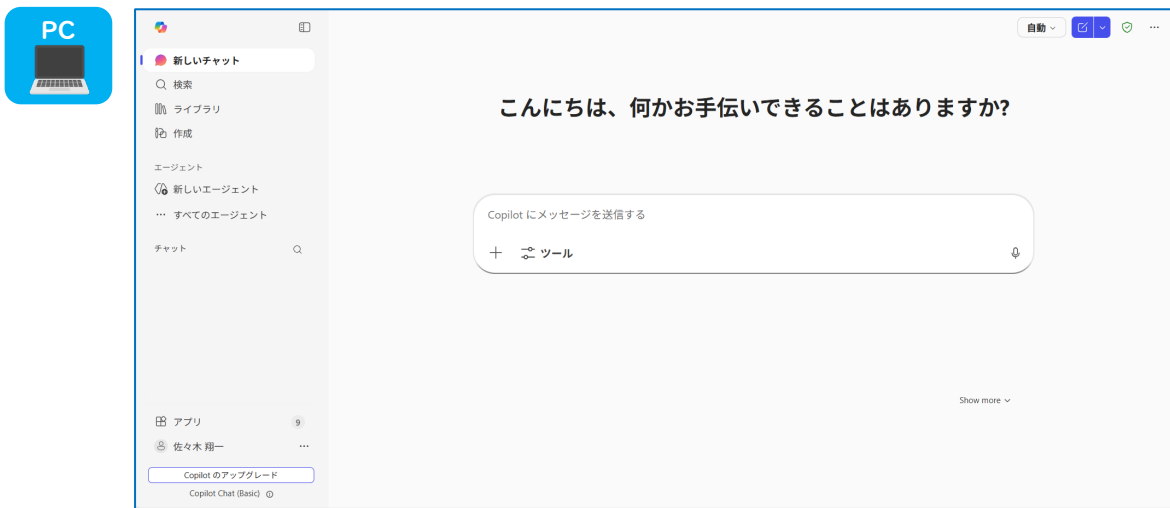 PC
自動
新しいチャット
検索
ライブラリ
作成
エージェント
新しいエージェント
すべてのエージェント
チャット
アプリ
9
佐々木 翔一
Copilot のアップグレード
Copilot Chat (Basic)
こんにちは、何かお手伝いできることはありますか?
Copilot にメッセージを送信する
ツール
Show more